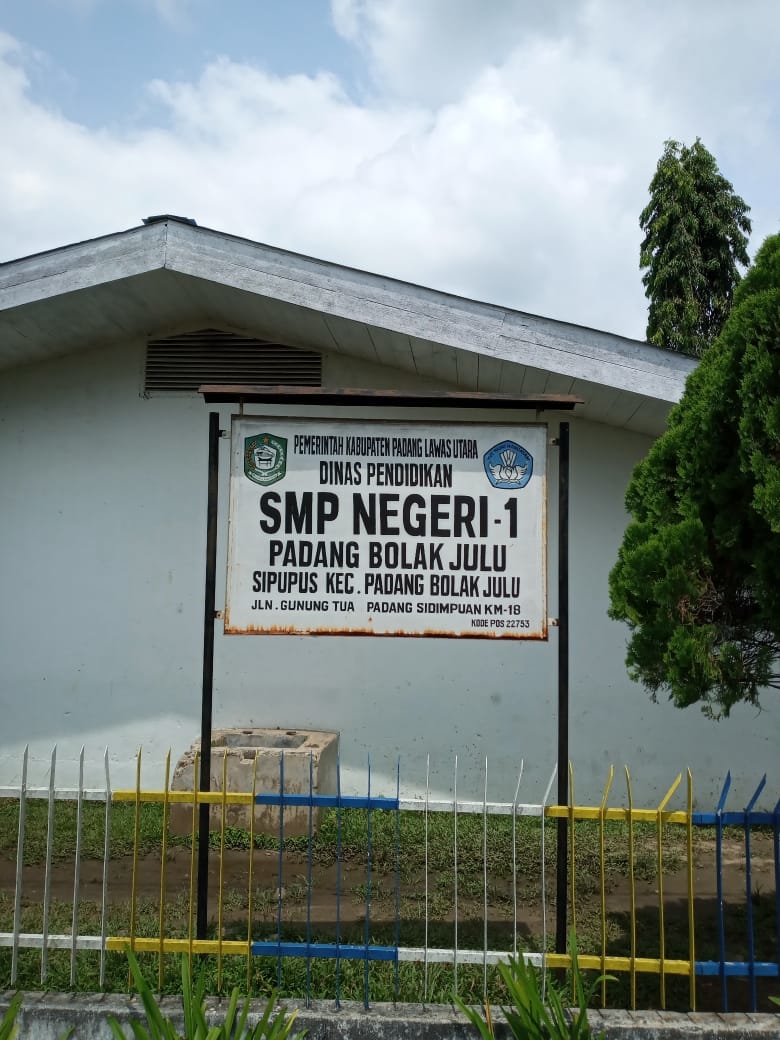 PEMERINTAH KABUPATEN PADANG LAWAS UTARA
DINAS PENDIDIKAN
SMP NEGERI-1
PADANG BOLAK JULU
SIPUPUS KEC. PADANG BOLAK JULU
JLN. GUNUNG TUA PADANG SIDIMPUAN KM-18
KODE POS 22753